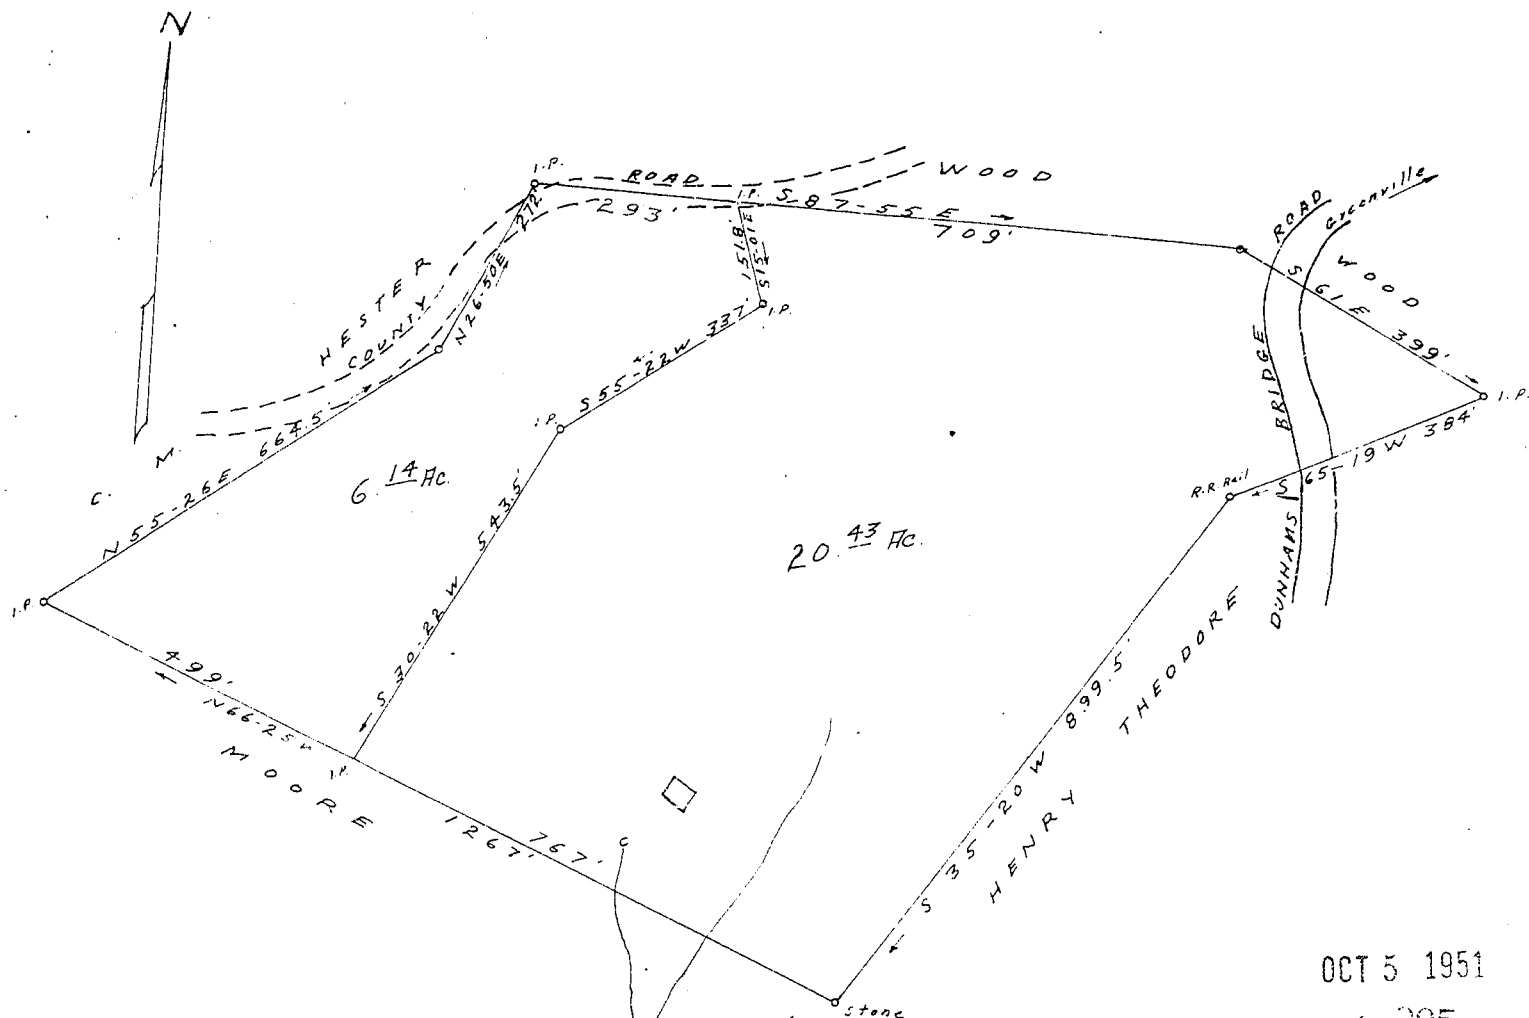 N
I.P.
ROAD
WOOD
I.P.
293'
S 87-55 E
709'
272'
N 26-50 E
151.8'
S 15-01 E
I.P.
ROAD
Greenville
WOOD
S 61 E 399'
I.P.
HESTER
COUNTY
C. M.
N 55-26 E 664.5'
337'
S 55-22 W
I.P.
BRIDGE
S 65-19 W 384'
R.R. Rail
6 14 Ac.
S 30-22 W 543.5'
20. 43 Ac.
DUNHAMS
I.P.
499'
N 66-25 W
I.P.
MOORE
1267'
767'
C
S 35-20 W 899.5'
HENRY THEODORE
Stone
OCT 5 1951